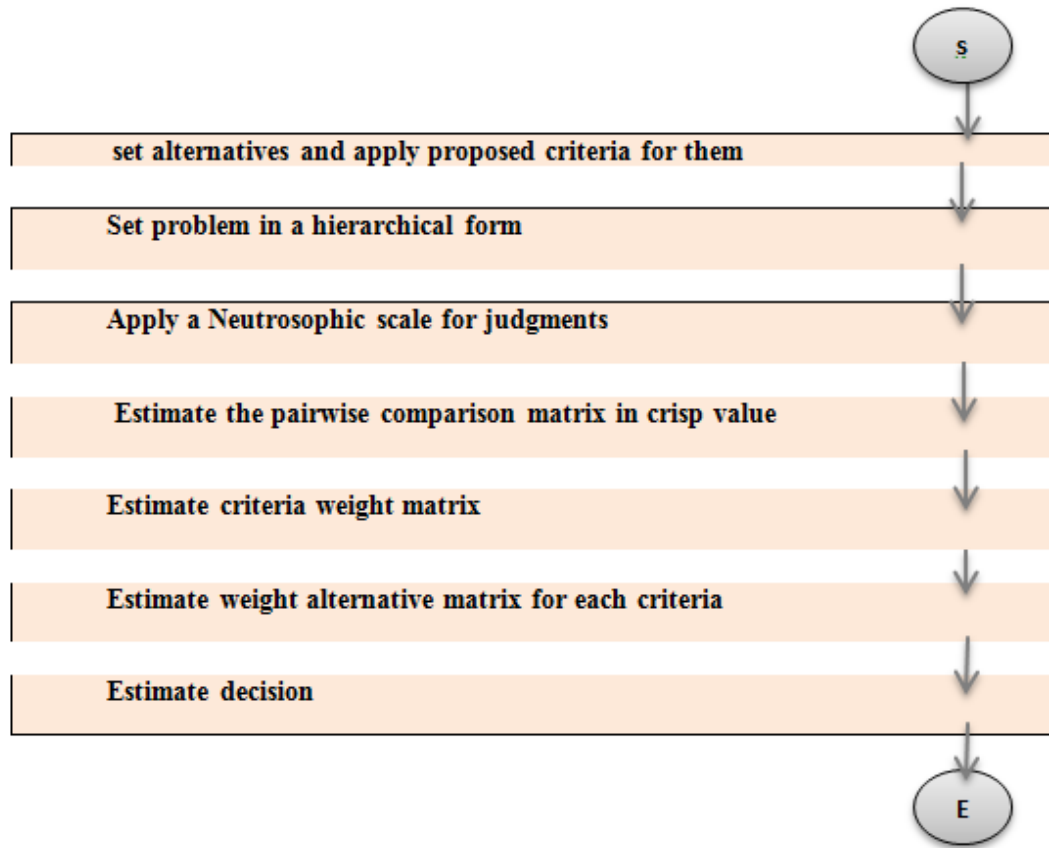 S
set alternatives and apply proposed criteria for them
Set problem in a hierarchical form
Apply a Neutrosophic scale for judgments
Estimate the pairwise comparison matrix in crisp value
Estimate criteria weight matrix
Estimate weight alternative matrix for each criteria
Estimate decision
E